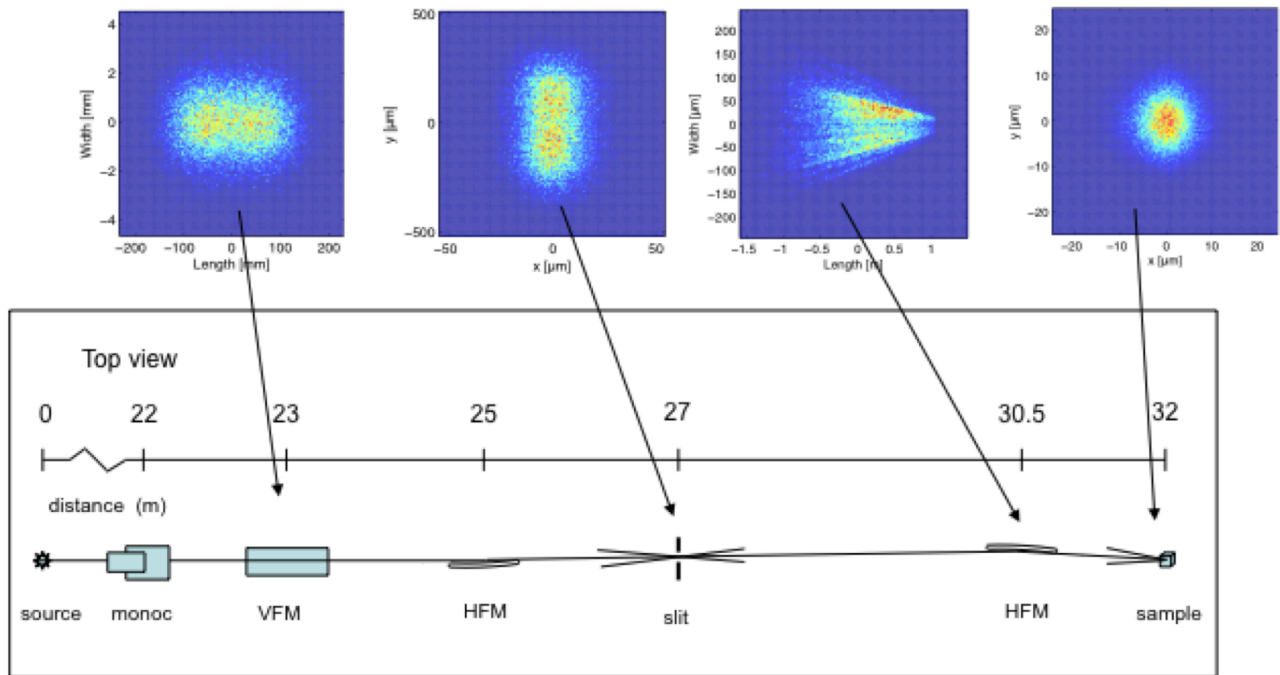 4
2
0
−2
−4
Width [mm]
−200 −100 0 100 200
Length [mm]
500
0
−500
y [µm]
−50 0 50
x [µm]
200
150
100
50
0
−50
−100
−150
−200
Width [µm]
−1.5 −1 −0.5 0 0.5 1
Length [m]
20
10
0
−10
−20
y [µm]
−20 −10 0 10 20
x [µm]
Top view
0 22 23 25 27 30.5 32
distance (m)
source monoc VFM HFM slit HFM sample